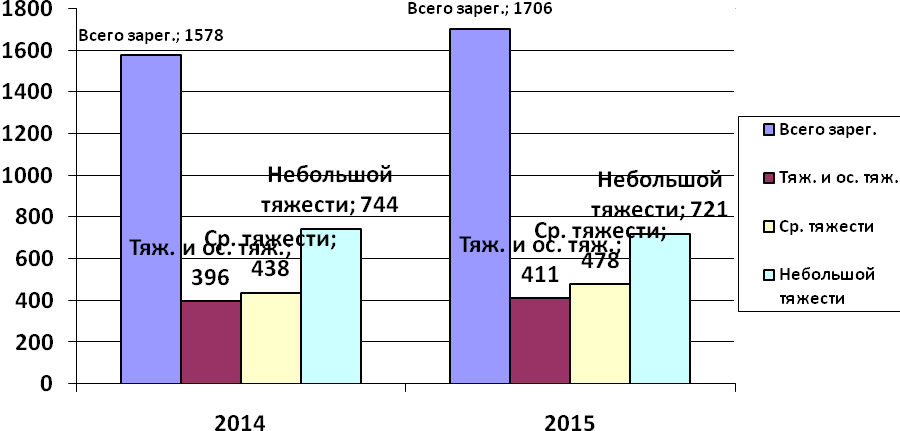 1800
1600
1400
1200
1000
800
600
400
200
0
Всего зарег.; 1578
Тяж. и ос. тяж.;
396
Ср. тяжести;
438
Небольшой
тяжести; 744
Всего зарег.; 1706
Тяж. и ос. тяж.;
411
Ср. тяжести;
478
Небольшой
тяжести; 721
2014
2015
Всего зарег.
Тяж. и ос. тяж.
Ср. тяжести
Небольшой
тяжести